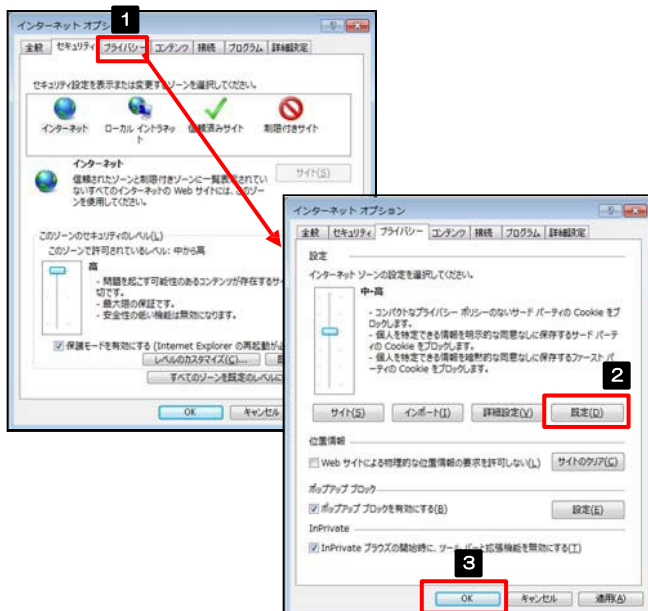 1
インターネット オプシ
全般 セキュリティ プライバシー コンテンツ 接続 プログラム 詳細設定
セキュリティ設定を表示または変更するゾーンを選択してください。
インターネット ローカル イントラネッ 信頼済みサイト 制限付きサイト
ト
インターネット
信頼されたゾーンと制限付きゾーンに一覧表示されてい
ないすべてのインターネットの Web サイトには、このゾー
ンを使用してください。
サイト(S)
このゾーンのセキュリティのレベル(L)
このゾーンで許可されているレベル: 中から高
高
- 問題を起こす可能性のあるコンテンツが存在するサイ
切です。
- 最大限の保証です。
- 安全性の低い機能は無効になります。
保護モードを有効にする (Internet Explorer の再起動が
レベルのカスタマイズ(C)...
すべてのゾーンを既定のレベルに
OK キャンセル
インターネット オプション
全般 セキュリティ プライバシー コンテンツ 接続 プログラム 詳細設定
設定
インターネット ゾーンの設定を選択してください。
中-高
- コンパクトなプライバシー ポリシーのないサード パーティの Cookie をブ
ロックします。
- 個人を特定できる情報を明示的な同意なしに保存するサード パーテ
ィの Cookie をブロックします。
- 個人を特定できる情報を暗黙的な同意なしに保存するファースト パ
ーティの Cookie をブロックします。
2
サイト(S) インポート(I) 詳細設定(V) 既定(D)
位置情報
Web サイトによる物理的な位置情報の要求を許可しない(L) サイトのクリア(C)
ポップアップ ブロック
ポップアップ ブロックを有効にする(B) 設定(E)
InPrivate
InPrivate ブラウズの開始時に、ツール バーと拡張機能を無効にする(T)
3
OK キャンセル 適用(A)